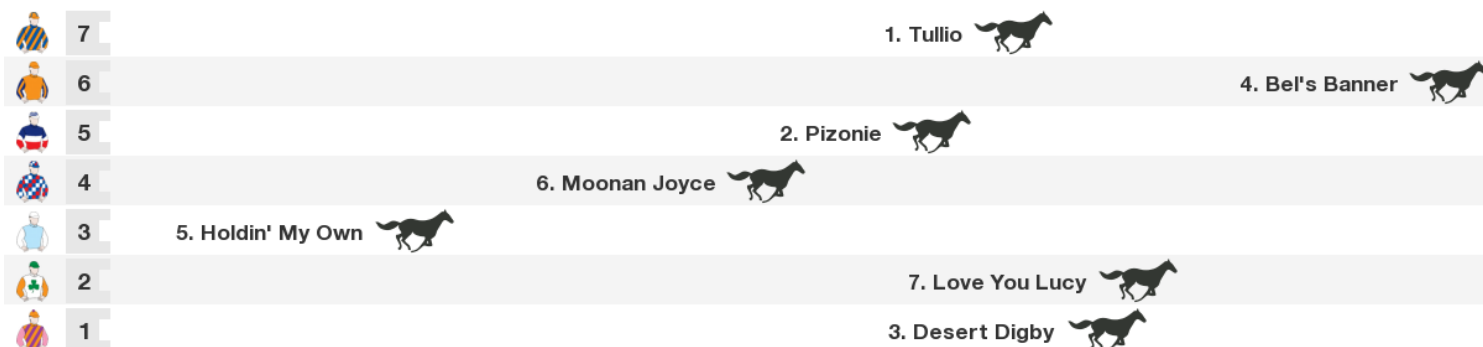 7 1. Tullio
6 4. Bel's Banner
5 2. Pizonie
4 6. Moonan Joyce
3 5. Holdin' My Own
2 7. Love You Lucy
1 3. Desert Digby